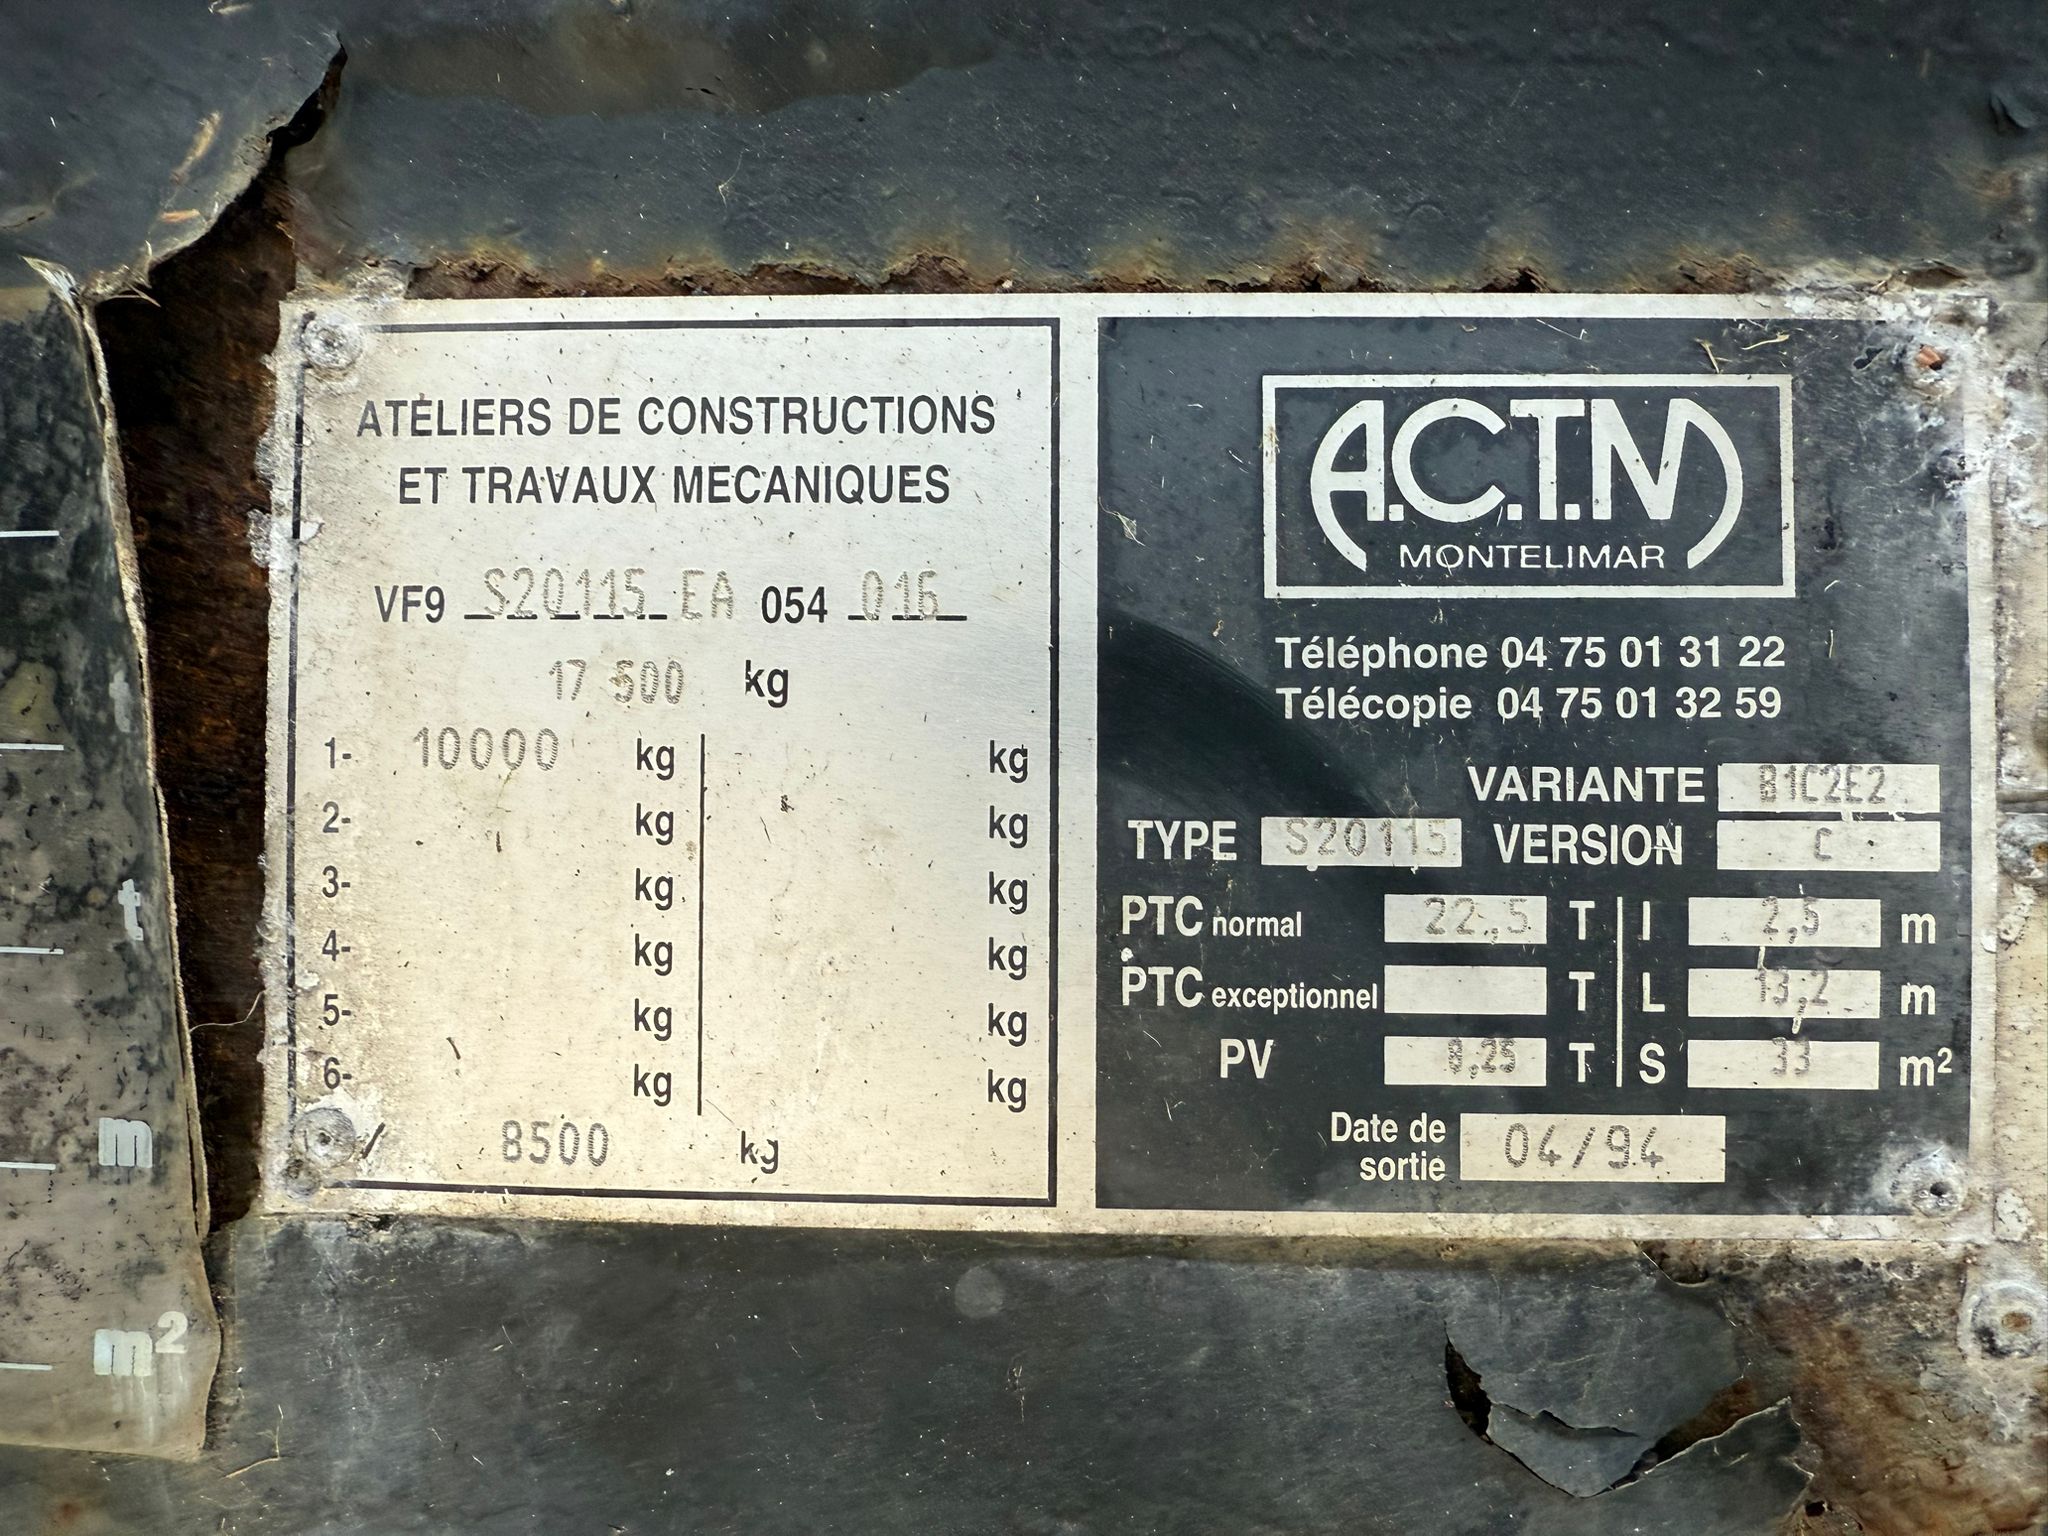 ATELIERS DE CONSTRUCTIONS
ET TRAVAUX MECANIQUES
VF9 S20115 EA 054 016
17 500 kg
1- 10000 kg kg
2- kg kg
3- kg kg
4- kg kg
5- kg kg
6- kg kg
8500 kg
A.C.T.M
MONTELIMAR
Téléphone 04 75 01 31 22
Télécopie 04 75 01 32 59
VARIANTE B1C2E2
TYPE S20115 VERSION C
PTC normal 22,5 T l 2,5 m
PTC exceptionnel T L 13,2 m
PV T S 33 m²
Date de
sortie 04/94
t
t
m
m²